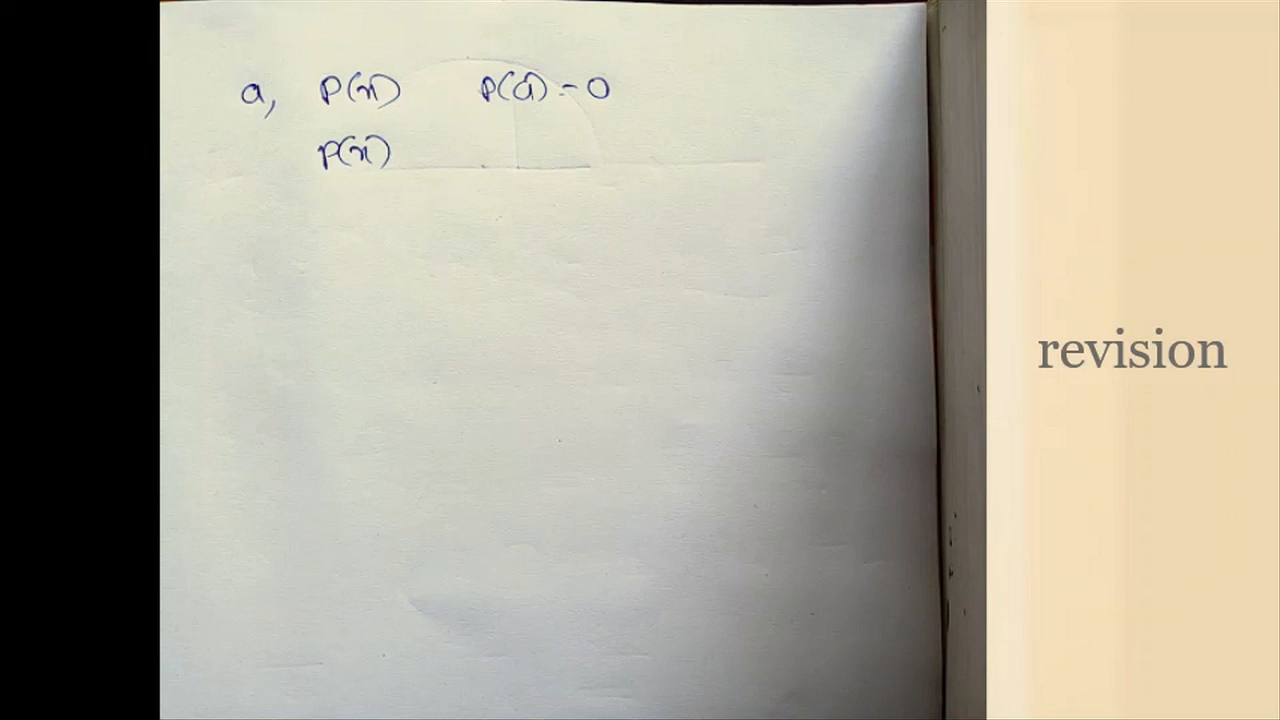 a, P(x) P(a) = 0
P(x)
revision